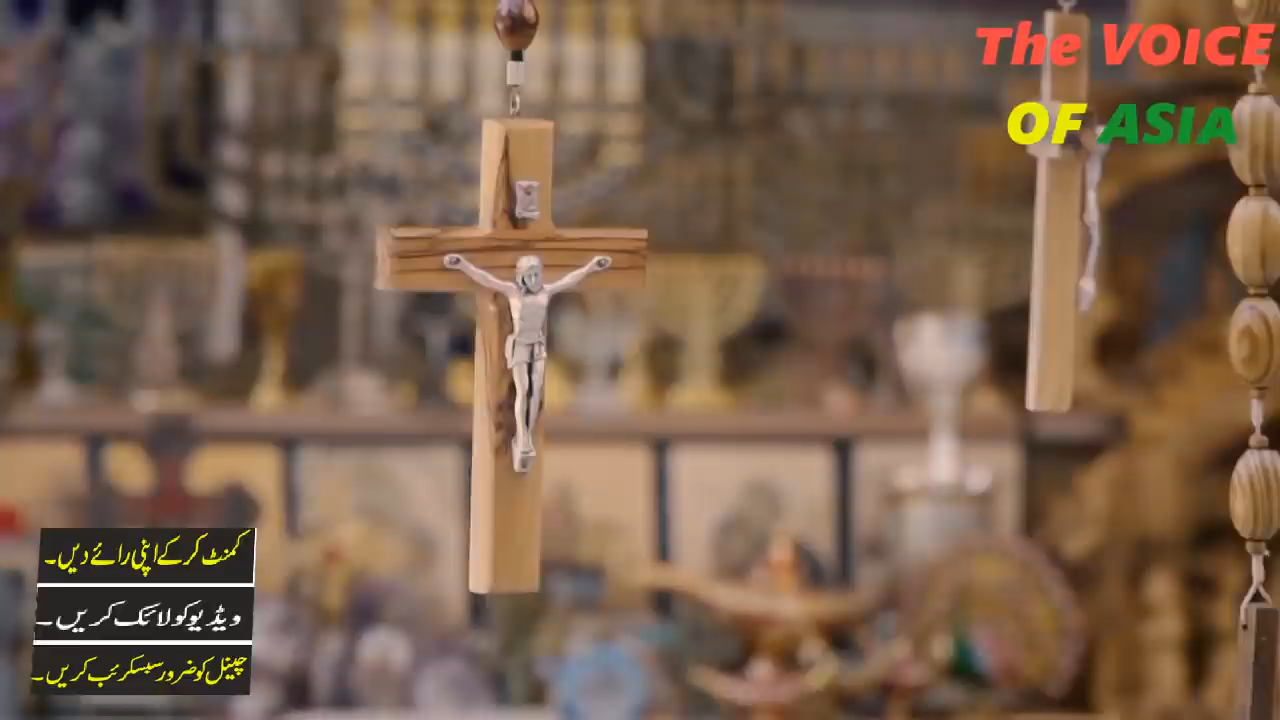 The VOICE
OF ASIA
کمنٹ کر کے اپنی رائے دیں۔
ویڈیو کو لائک کریں۔
چینل کو ضرور سبسکرائب کریں۔